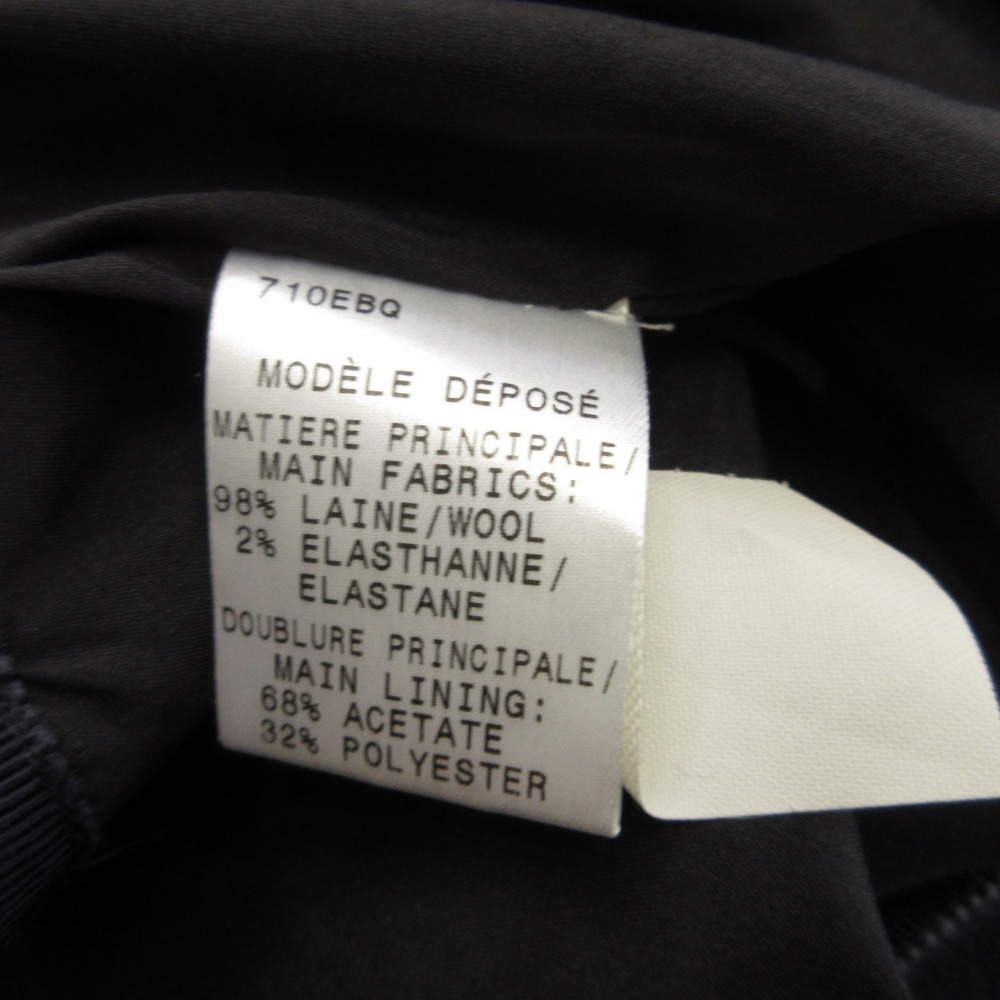 710EBQ
MODÈLE DÉPOSÉ
MATIERE PRINCIPALE/
MAIN FABRICS:
98% LAINE/WOOL
2% ELASTHANNE/
ELASTANE
DOUBLURE PRINCIPALE/
MAIN LINING:
68% ACETATE
32% POLYESTER